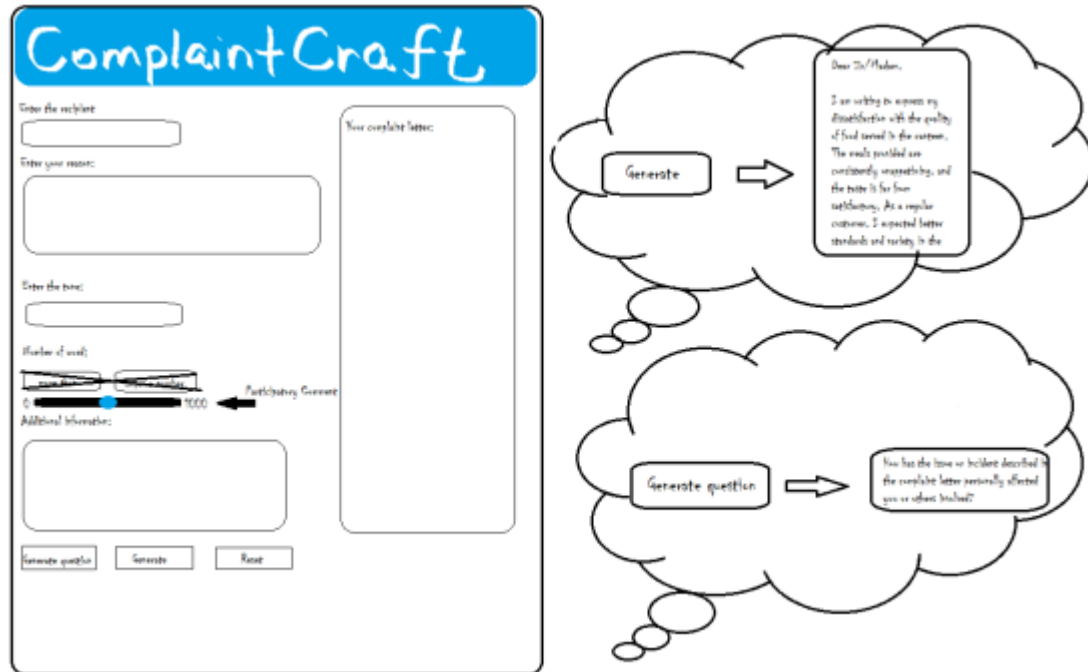 ComplaintCraft
Enter the recipient
Enter your reason:
Enter the tone:
Number of word:
0 1000
Participatory Comment
Additional information:
Generate question Generate Reset
Your complaint letter:
Generate
Dear Sir/Madam,
I am writing to express my
dissatisfaction with the quality
of food served in the canteen.
The meals provided are
consistently unappetizing, and
the taste is far from
satisfactory. As a regular
customer, I expected better
standards and variety in the
Generate question
How has the issue or incident described in
the complaint letter personally affected
you or others involved?